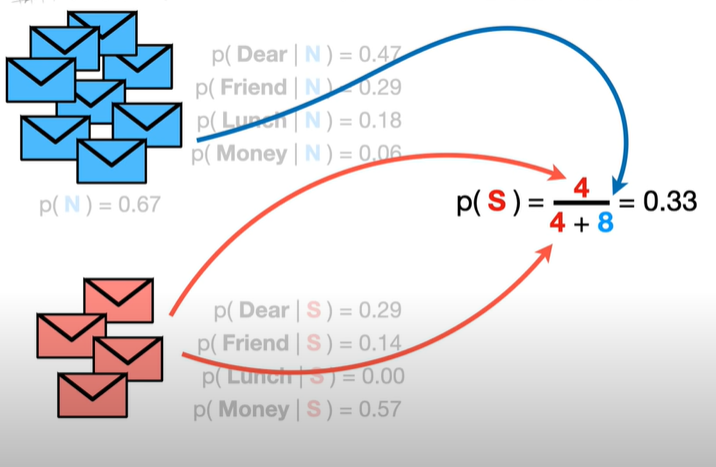 p( Dear | N ) = 0.47
p( Friend | N ) = 0.29
p( Lunch | N ) = 0.18
p( Money | N ) = 0.06
p( N ) = 0.67
p( S ) = 4 / 4 + 8 = 0.33
p( Dear | S ) = 0.29
p( Friend | S ) = 0.14
p( Lunch | S ) = 0.00
p( Money | S ) = 0.57